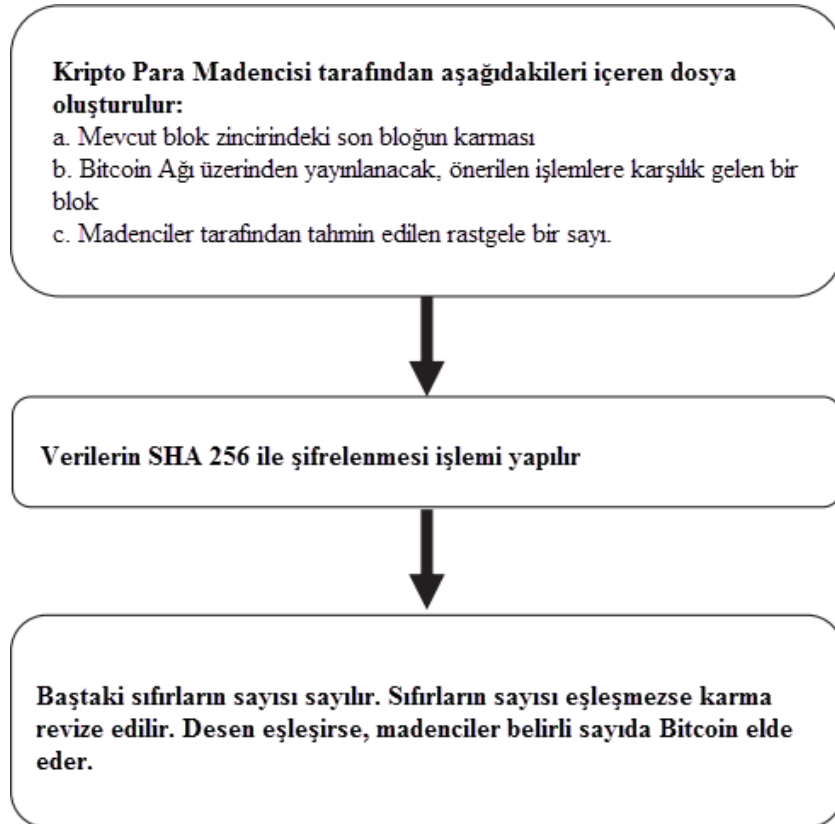 Kripto Para Madencisi tarafından aşağıdakileri içeren dosya
oluşturulur:
a. Mevcut blok zincirindeki son bloğun karması
b. Bitcoin Ağı üzerinden yayınlanacak, önerilen işlemlere karşılık gelen bir
blok
c. Madenciler tarafından tahmin edilen rastgele bir sayı.
Verilerin SHA 256 ile şifrelenmesi işlemi yapılır
Baştaki sıfırların sayısı sayılır. Sıfırların sayısı eşleşmezse karma
revize edilir. Desen eşleşirse, madenciler belirli sayıda Bitcoin elde
eder.